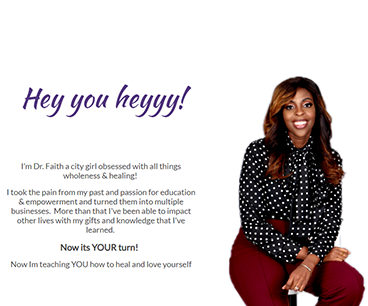 Hey you heyyy!
I'm Dr. Faith a city girl obsessed with all things
wholeness & healing!
I took the pain from my past and passion for education
& empowerment and turned them into multiple
businesses. More than that I've been able to impact
other lives with my gifts and knowledge that I've
learned.
Now its YOUR turn!
Now Im teaching YOU how to heal and love yourself